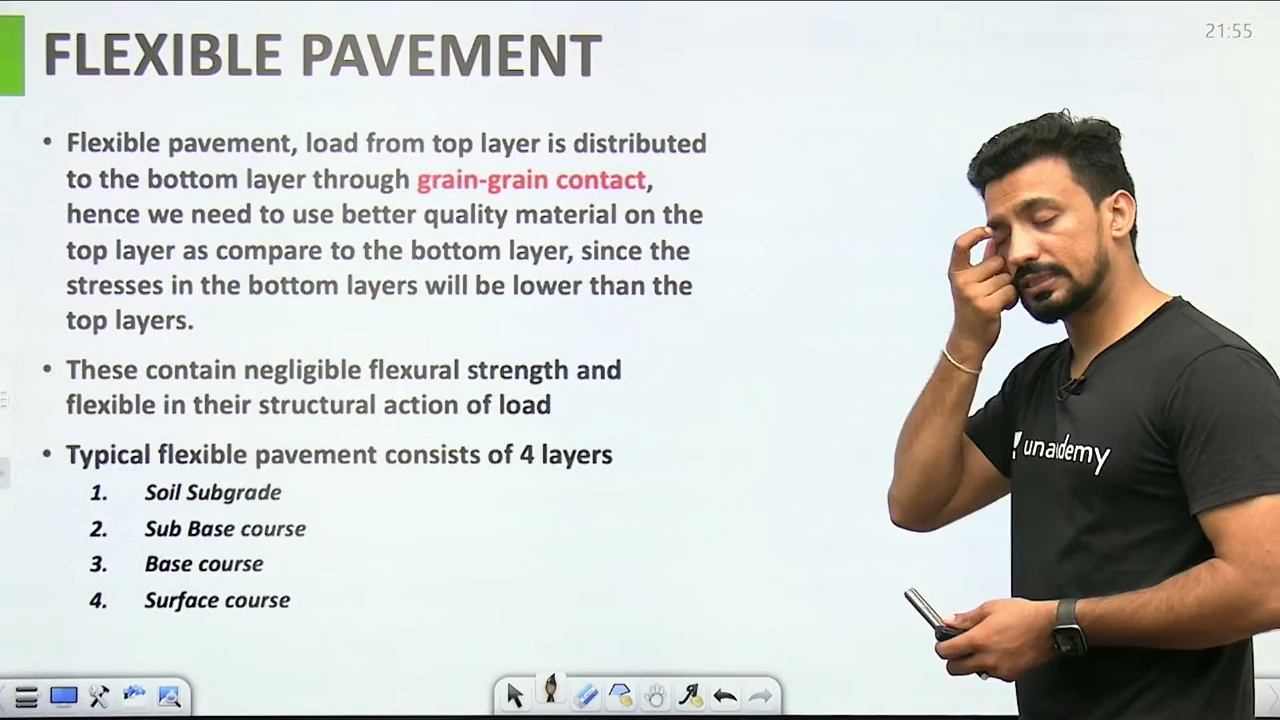 FLEXIBLE PAVEMENT
21:55
• Flexible pavement, load from top layer is distributed
to the bottom layer through grain-grain contact,
hence we need to use better quality material on the
top layer as compare to the bottom layer, since the
stresses in the bottom layers will be lower than the
top layers.
• These contain negligible flexural strength and
flexible in their structural action of load
• Typical flexible pavement consists of 4 layers
1. Soil Subgrade
2. Sub Base course
3. Base course
4. Surface course
unacademy